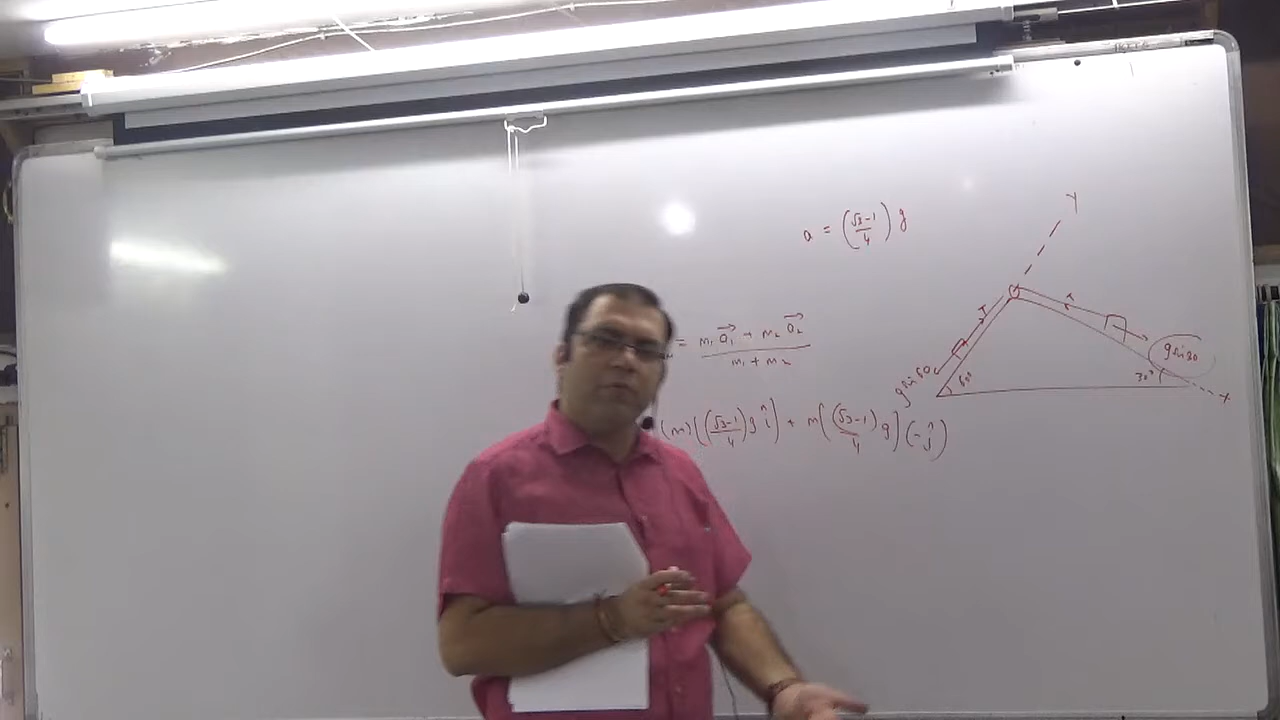 a = (√3-1/4) g
= m₁a₁⃗ + m₂a₂⃗ / m₁ + m₂
(m)((√3-1/4)g î) + m((√3-1/4)g)(-ĵ)
Y
T
T
g sin 60
60°
g sin 30
30°
x